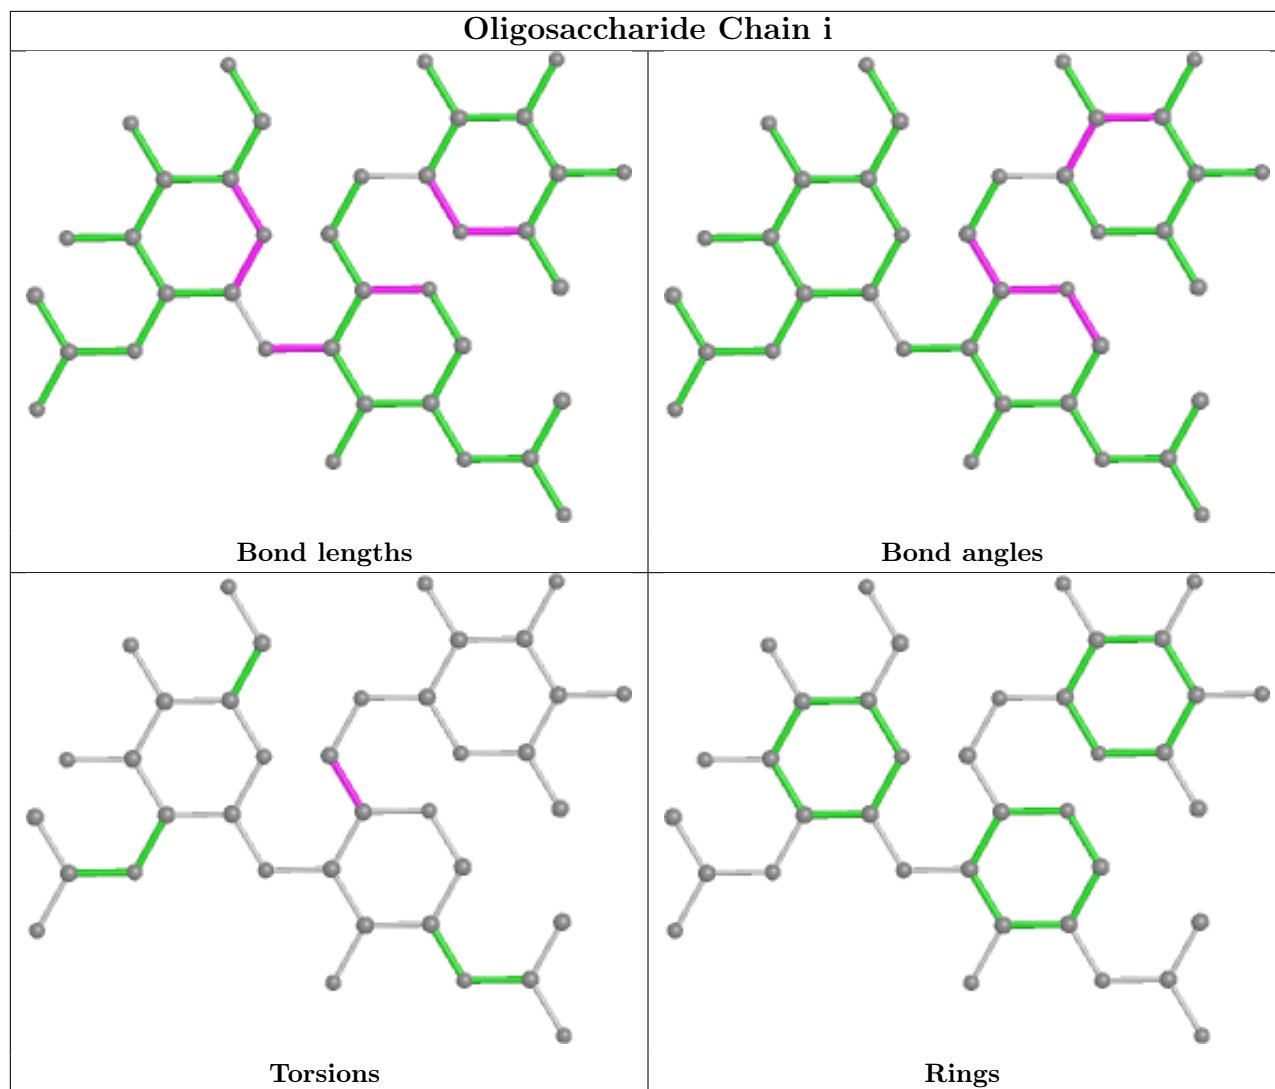 Oligosaccharide Chain i
Bond lengths
Bond angles
Torsions
Rings